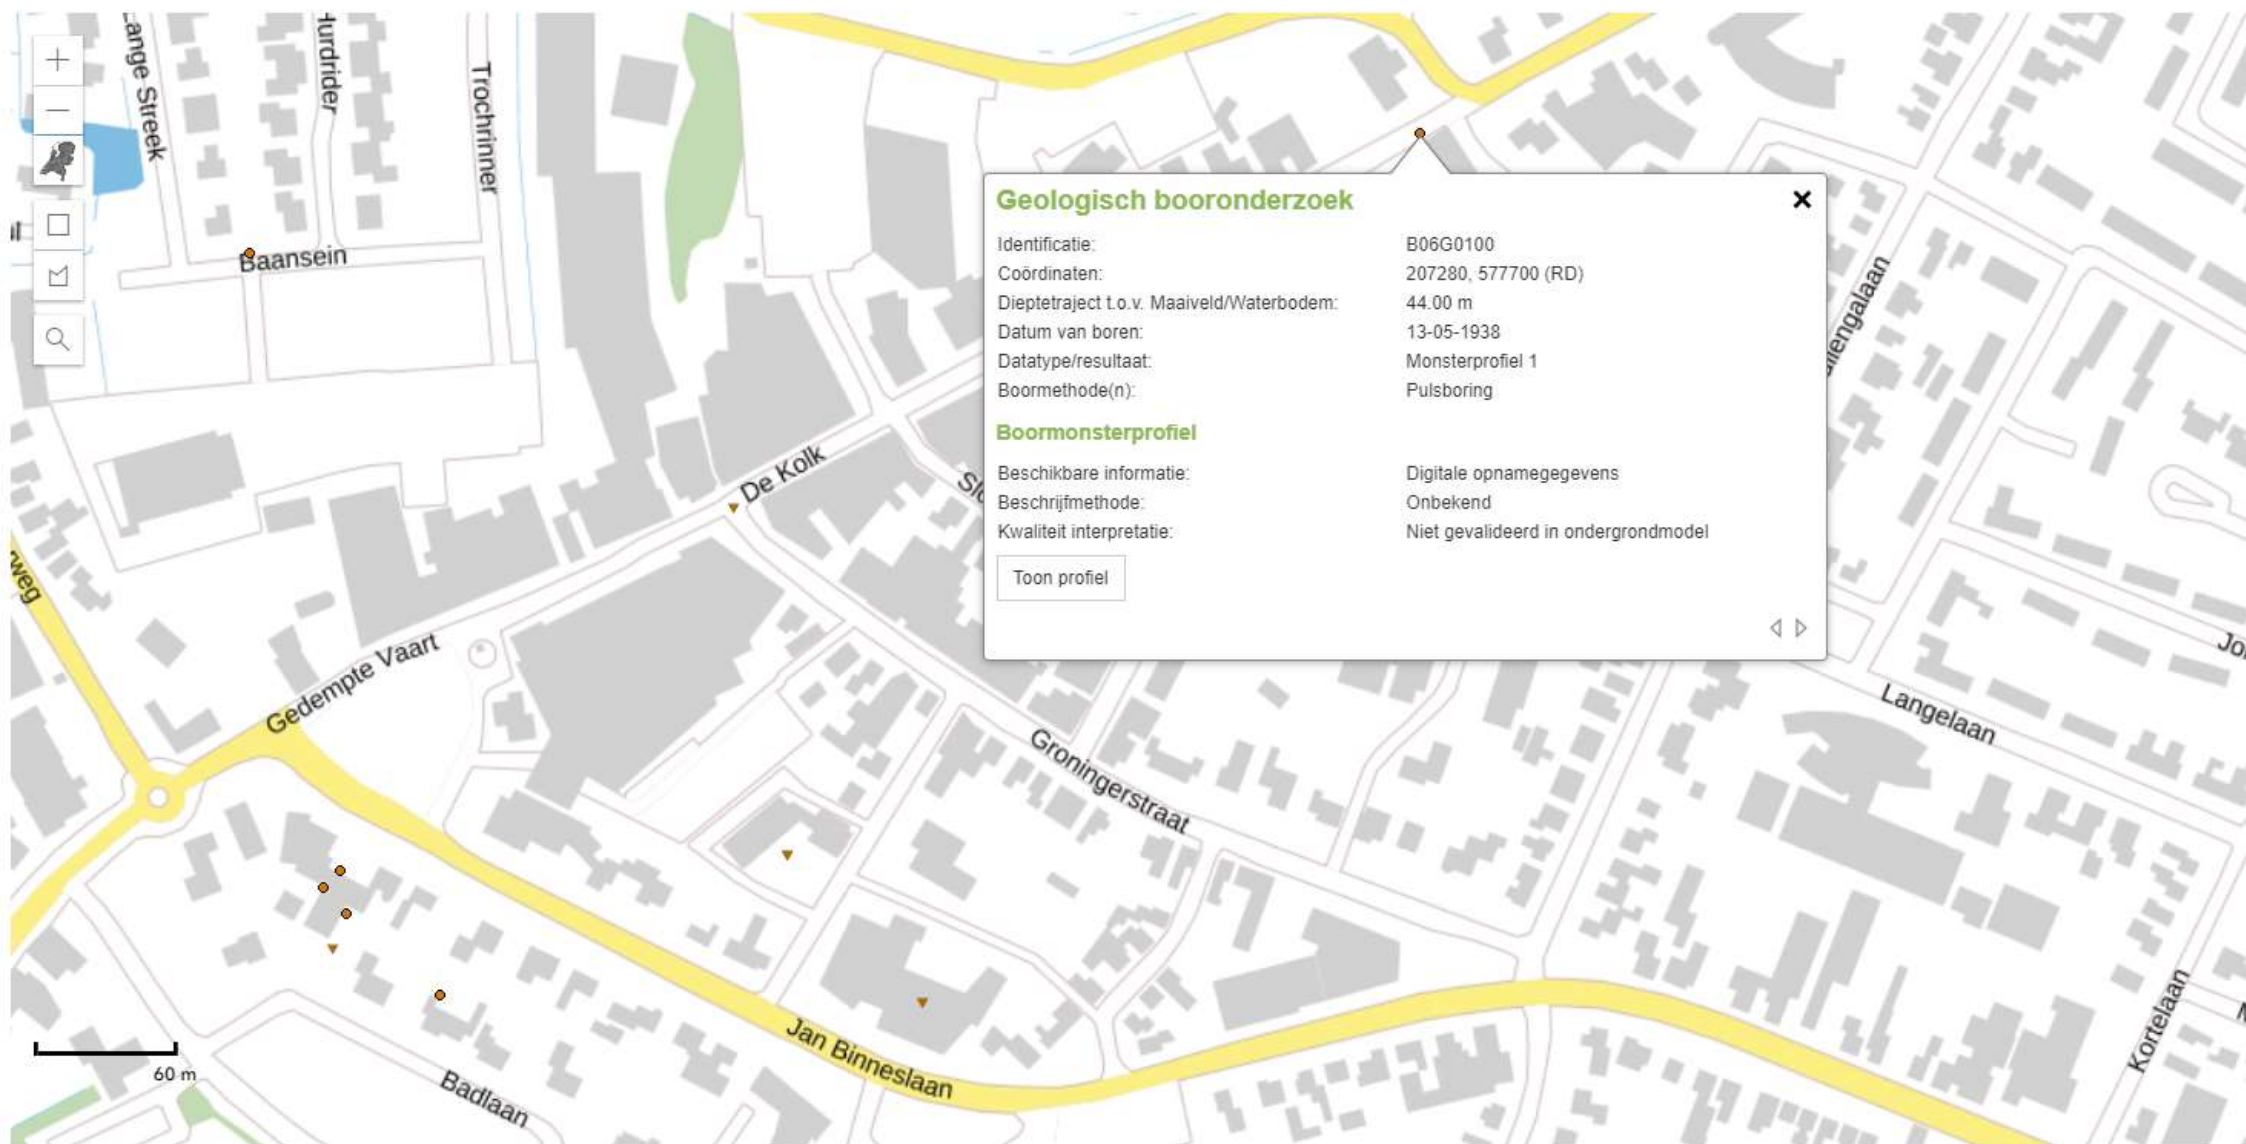 Lange Streek
Hurdrider
Trochrinner
Baansein
De Kolk
Gedempte Vaart
Groningerstraat
Jan Binneslaan
Badlaan
Langelaan
Kortelaan
60 m
Geologisch booronderzoek
Identificatie: B06G0100
Coördinaten: 207280, 577700 (RD)
Dieptetraject t.o.v. Maaiveld/Waterbodem: 44.00 m
Datum van boren: 13-05-1938
Datatype/resultaat: Monsterprofiel 1
Boormethode(n): Pulsboring
Boormonsterprofiel
Beschikbare informatie: Digitale opnamegegevens
Beschrijfmethode: Onbekend
Kwaliteit interpretatie: Niet gevalideerd in ondergrondmodel
Toon profiel